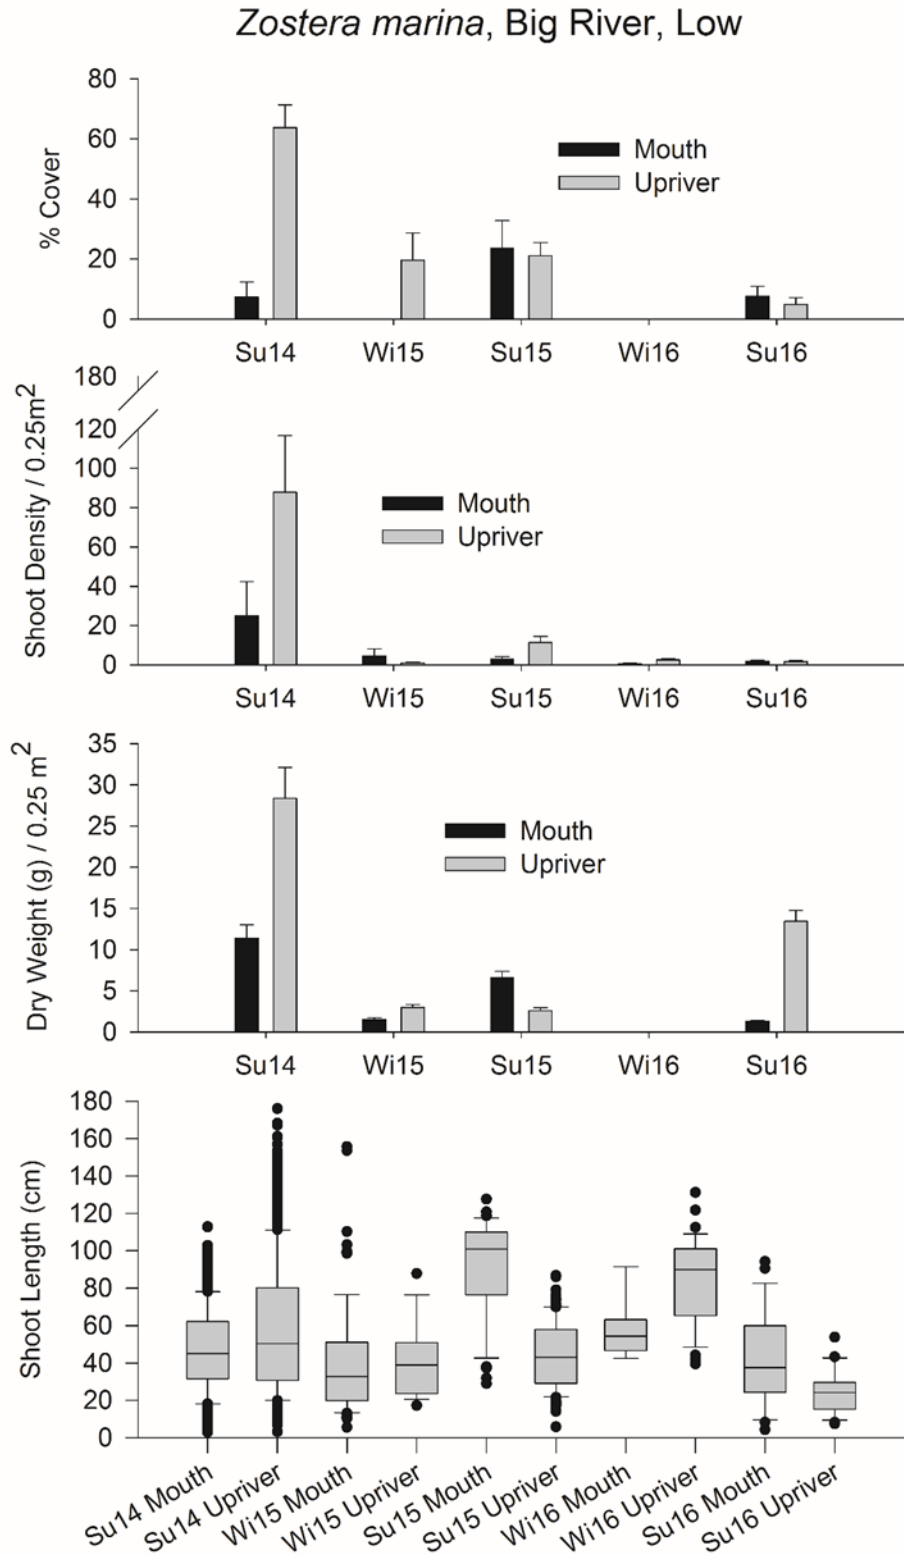 Zostera marina, Big River, Low
% Cover
80
60
40
20
0
Mouth
Upriver
Su14 Wi15 Su15 Wi16 Su16
Shoot Density / 0.25m²
180
120
100
80
60
40
20
0
Mouth
Upriver
Su14 Wi15 Su15 Wi16 Su16
Dry Weight (g) / 0.25 m²
35
30
25
20
15
10
5
0
Mouth
Upriver
Su14 Wi15 Su15 Wi16 Su16
Shoot Length (cm)
180
160
140
120
100
80
60
40
20
0
Su14 Mouth
Su14 Upriver
Wi15 Mouth
Wi15 Upriver
Su15 Mouth
Su15 Upriver
Wi16 Mouth
Wi16 Upriver
Su16 Mouth
Su16 Upriver